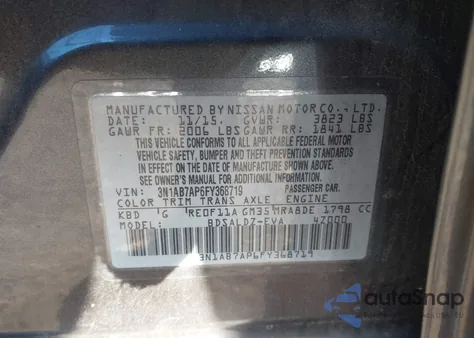 MANUFACTURED BY NISSAN MOTOR CO., LTD.
DATE: 11/15. GVWR: 3823 LBS
GAWR FR: 2006 LBS GAWR RR: 1841 LBS
THIS VEHICLE CONFORMS TO ALL APPLICABLE
FEDERAL MOTOR
VEHICLE SAFETY, BUMPER AND THEFT PREVENTION
STANDARDS IN EFFECT
ON THE DATE OF MANUFACTURE SHOWN ABOVE.
SEE OWNER'S MANUAL FOR
VIN: 3N1AB7AP6FY368719 PASSENGER CAR.
COLOR TRIM TRANS AXLE ENGINE
KBD G RE0F11A GM35 MRA8DE 1798 CC
MODEL: BDSALDZ-EVA 42000
3N1AB7AP6FY368719
autoSnap